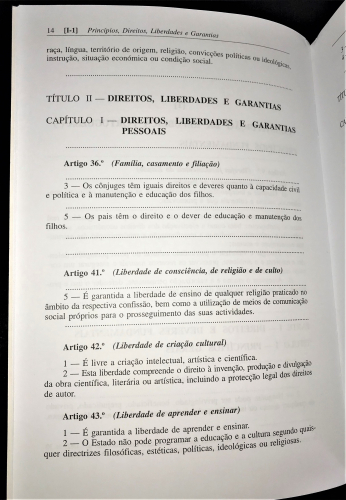 14 [I-1] Princípios, Direitos, Liberdades e Garantias
raça, língua, território de origem, religião, convicções políticas ou ideológicas,
instrução, situação económica ou condição social.
TÍTULO II — DIREITOS, LIBERDADES E GARANTIAS
CAPÍTULO I — DIREITOS, LIBERDADES E GARANTIAS
PESSOAIS
Artigo 36.º (Família, casamento e filiação)
3 — Os cônjuges têm iguais direitos e deveres quanto à capacidade civil
e política e à manutenção e educação dos filhos.
5 — Os pais têm o direito e o dever de educação e manutenção dos
filhos.
Artigo 41.º (Liberdade de consciência, de religião e de culto)
5 — É garantida a liberdade de ensino de qualquer religião praticado no
âmbito da respectiva confissão, bem como a utilização de meios de comunicação
social próprios para o prosseguimento das suas actividades.
Artigo 42.º (Liberdade de criação cultural)
1 — É livre a criação intelectual, artística e científica.
2 — Esta liberdade compreende o direito à invenção, produção e divulgação
da obra científica, literária ou artística, incluindo a protecção legal dos direitos
de autor.
Artigo 43.º (Liberdade de aprender e ensinar)
1 — É garantida a liberdade de aprender e ensinar.
2 — O Estado não pode programar a educação e a cultura segundo quais-
quer directrizes filosóficas, estéticas, políticas, ideológicas ou religiosas.